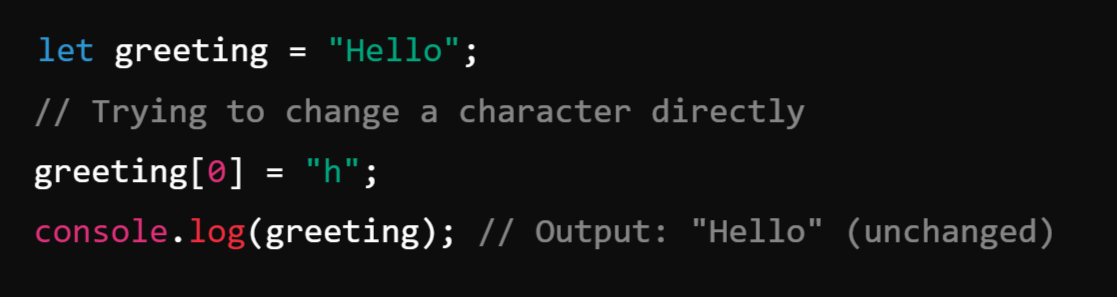 let greeting = "Hello";
// Trying to change a character directly
greeting[0] = "h";
console.log(greeting); // Output: "Hello" (unchanged)